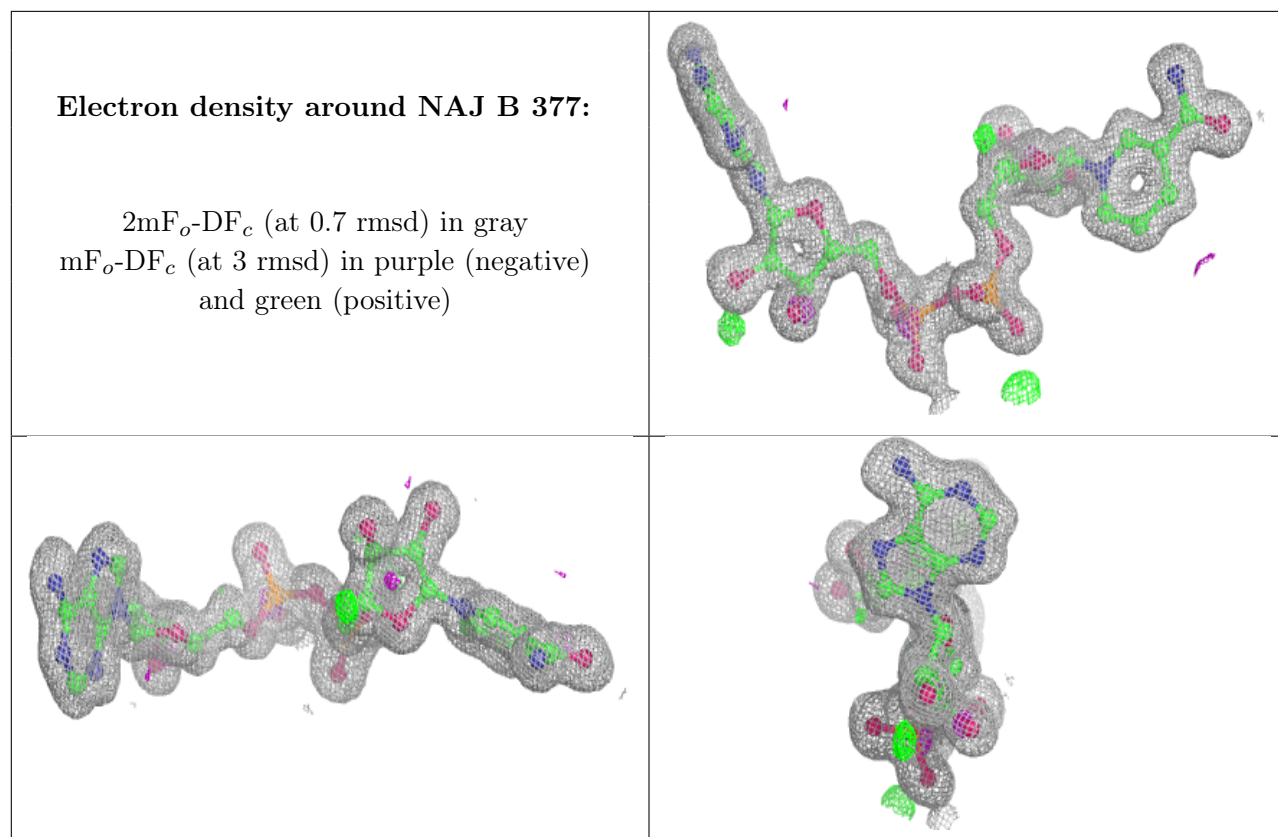 Electron density around NAJ B 377:
2mFₒ-DF𝒸 (at 0.7 rmsd) in gray
mFₒ-DF𝒸 (at 3 rmsd) in purple (negative)
and green (positive)